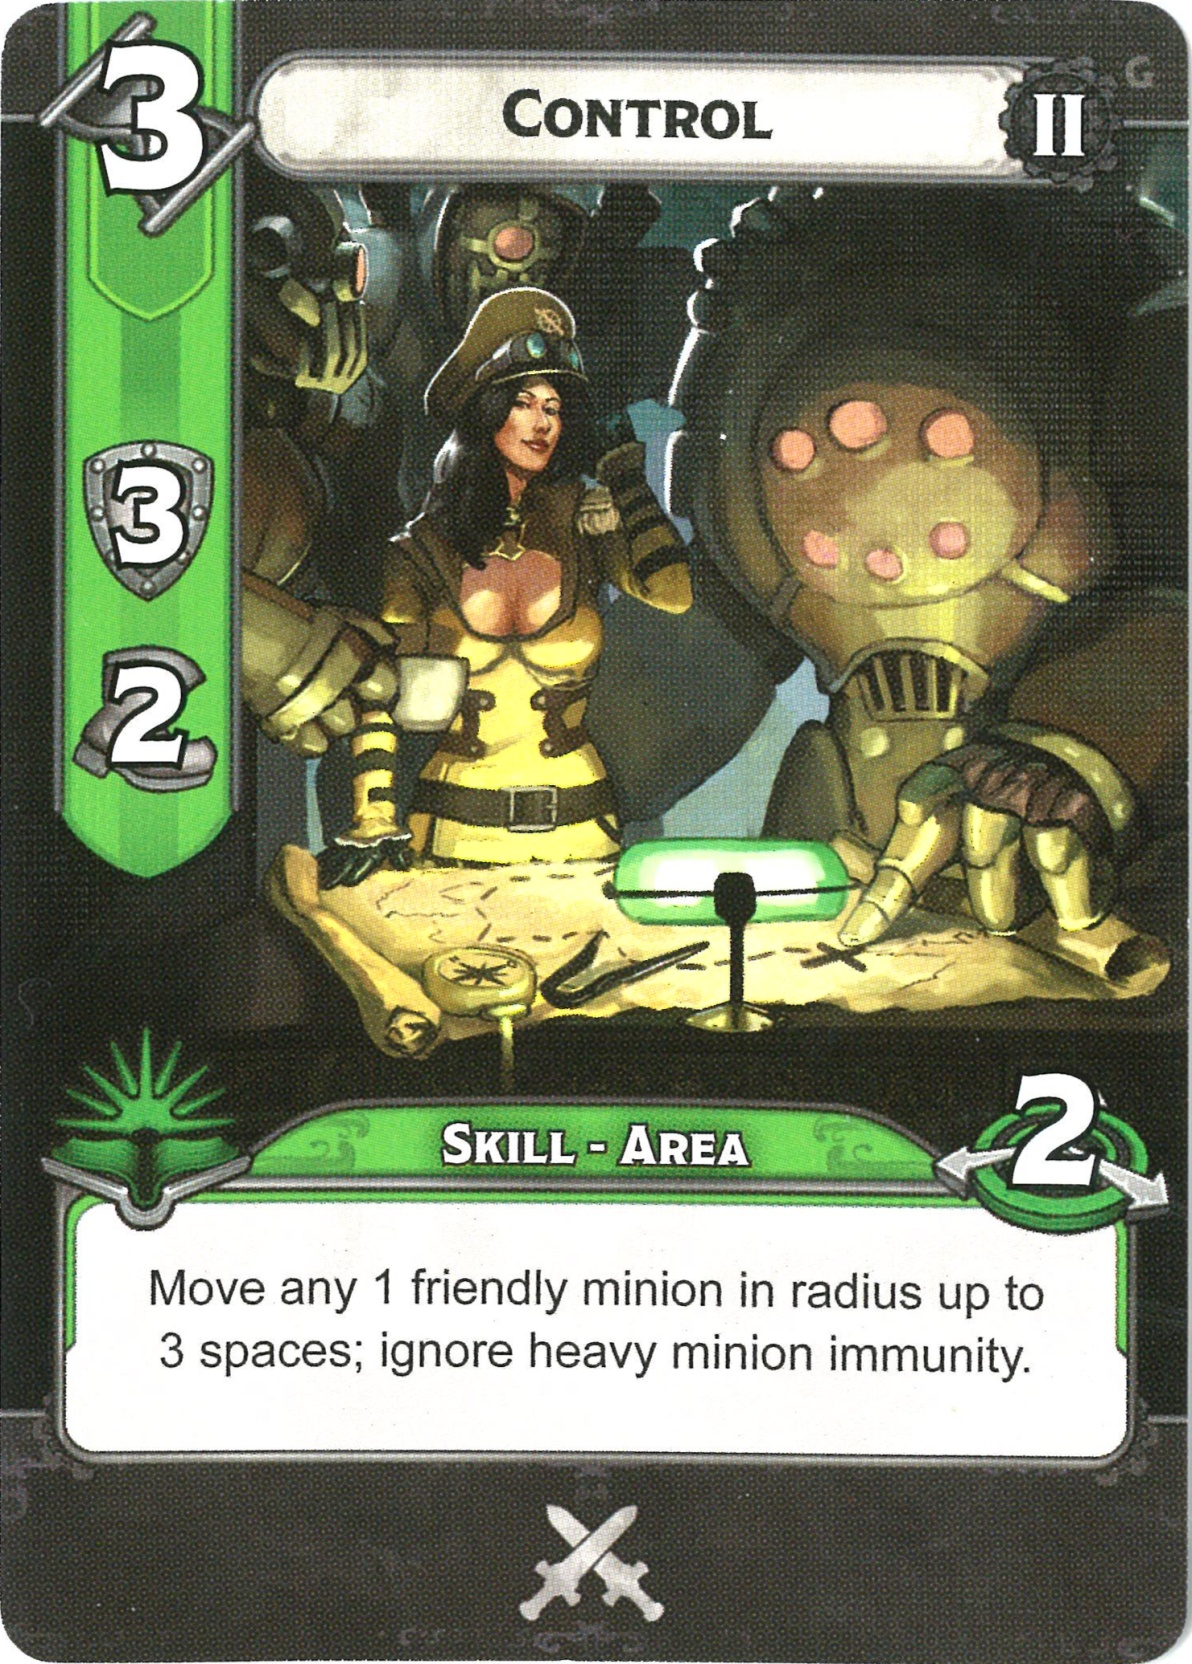 3
CONTROL
II
G
3
2
SKILL - AREA
2
Move any 1 friendly minion in radius up to
3 spaces; ignore heavy minion immunity.